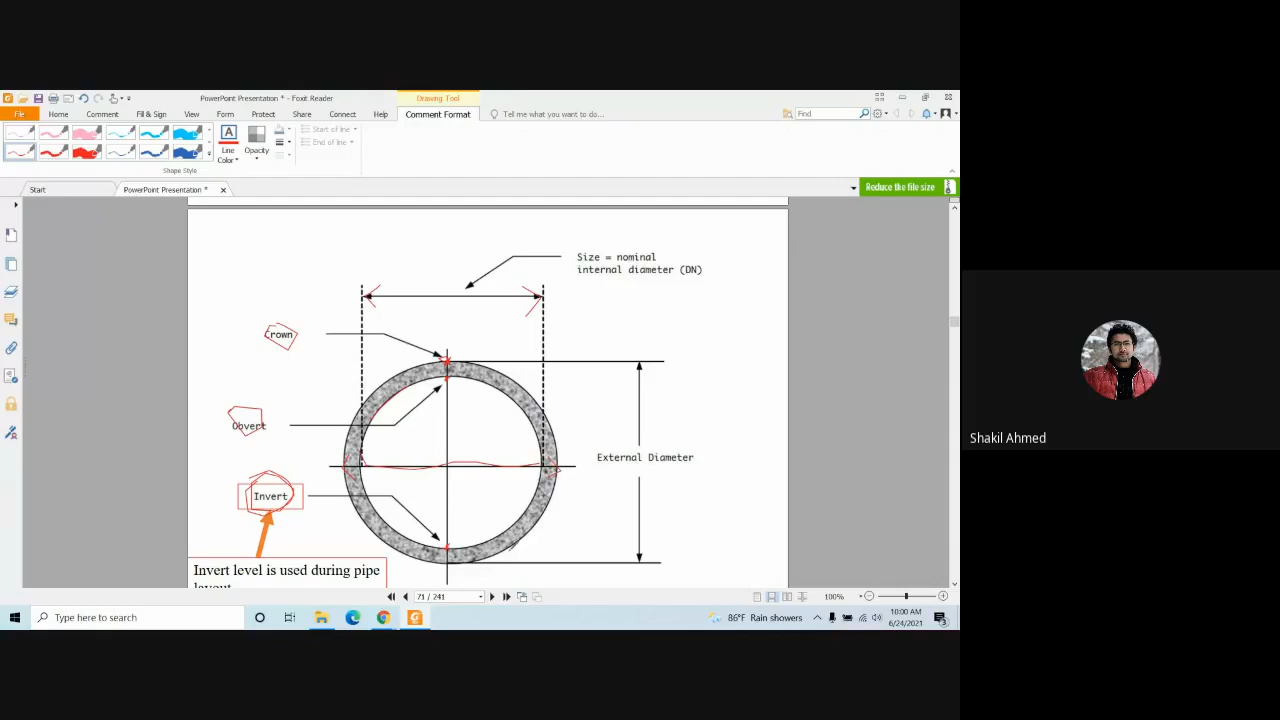 PowerPoint Presentation * - Foxit Reader
Drawing Tool
File
Home
Comment
Fill & Sign
View
Form
Protect
Share
Connect
Help
Comment Format
Tell me what you want to do...
Find
Line
Color
Opacity
Start of line
End of line
Shape Style
Start
PowerPoint Presentation *
Reduce the file size
Size = nominal
internal diameter (DN)
Crown
Obvert
External Diameter
Invert
Invert level is used during pipe
layout
71 / 241
100%
Type here to search
86°F Rain showers
10:00 AM
6/24/2021
3
Shakil Ahmed